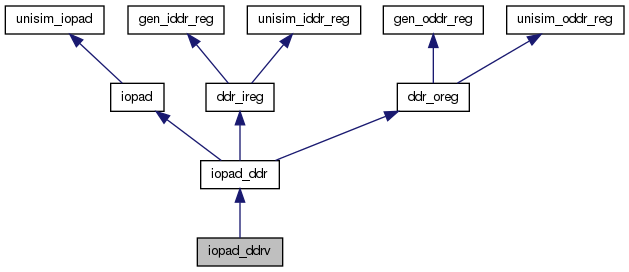 unisim_iopad
gen_iddr_reg
unisim_iddr_reg
gen_oddr_reg
unisim_oddr_reg
iopad
ddr_ireg
ddr_oreg
iopad_ddr
iopad_ddrv